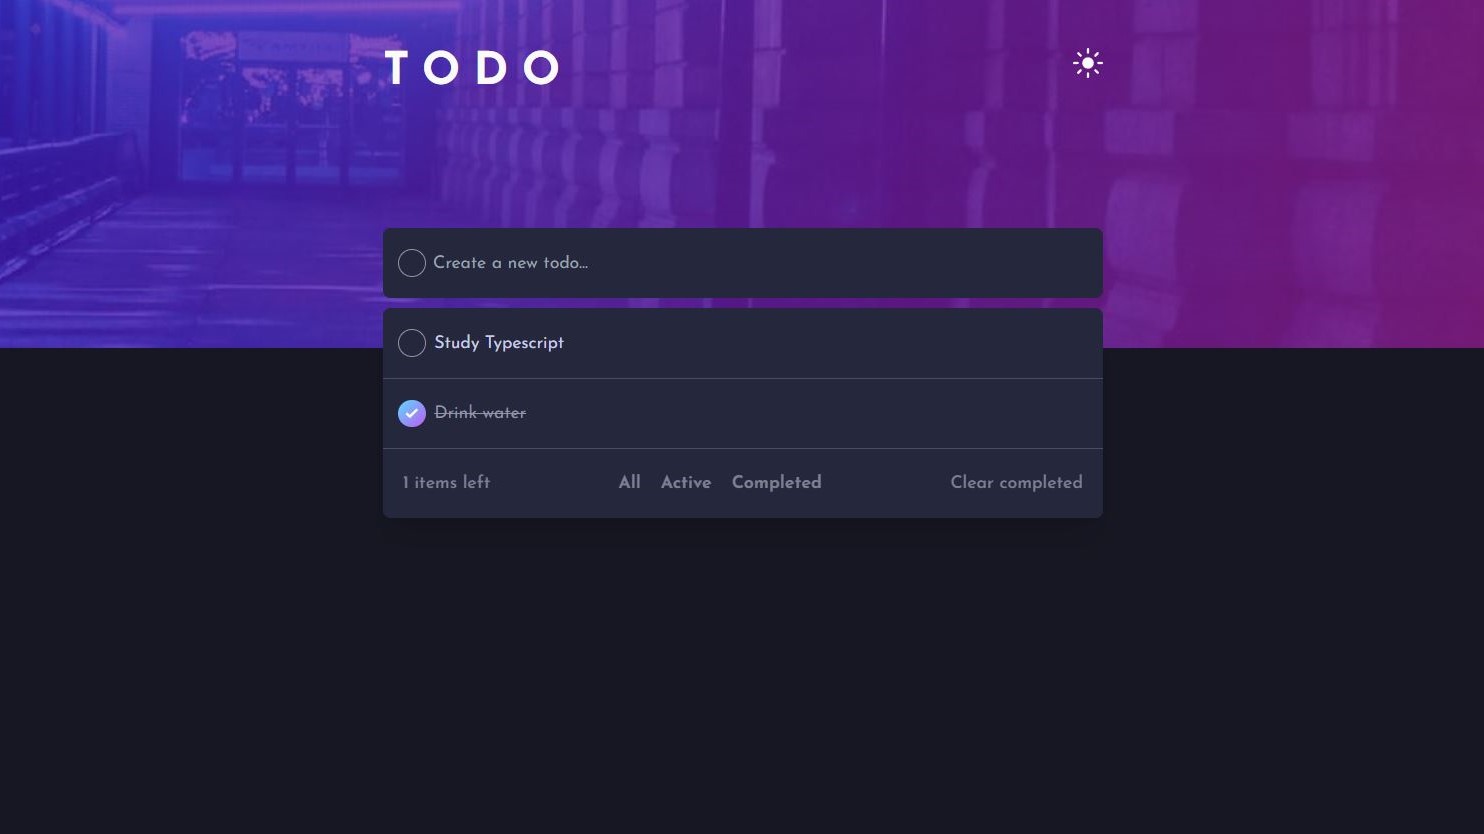 TODO
Create a new todo...
Study Typescript
Drink water
1 items left All Active Completed Clear completed